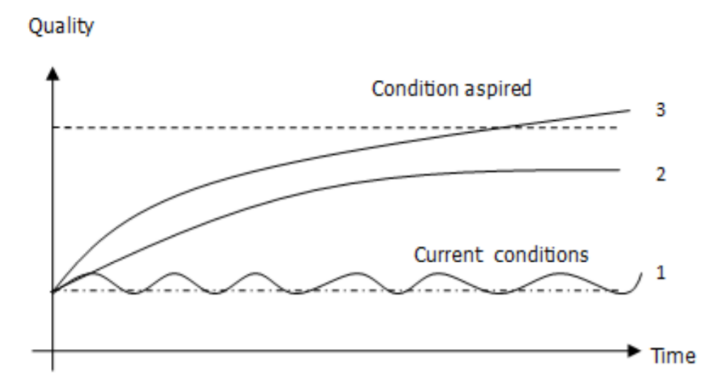 Quality
Condition aspired
3
2
Current conditions
1
Time